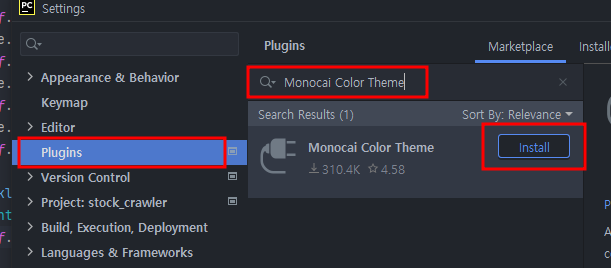 PC
Settings
Plugins
Marketplace
Appearance & Behavior
Monocai Color Theme
Keymap
Search Results (1)
Sort By: Relevance
Editor
Plugins
Monocai Color Theme
Install
Version Control
310.4K
4.58
Project: stock_crawler
Build, Execution, Deployment
Languages & Frameworks